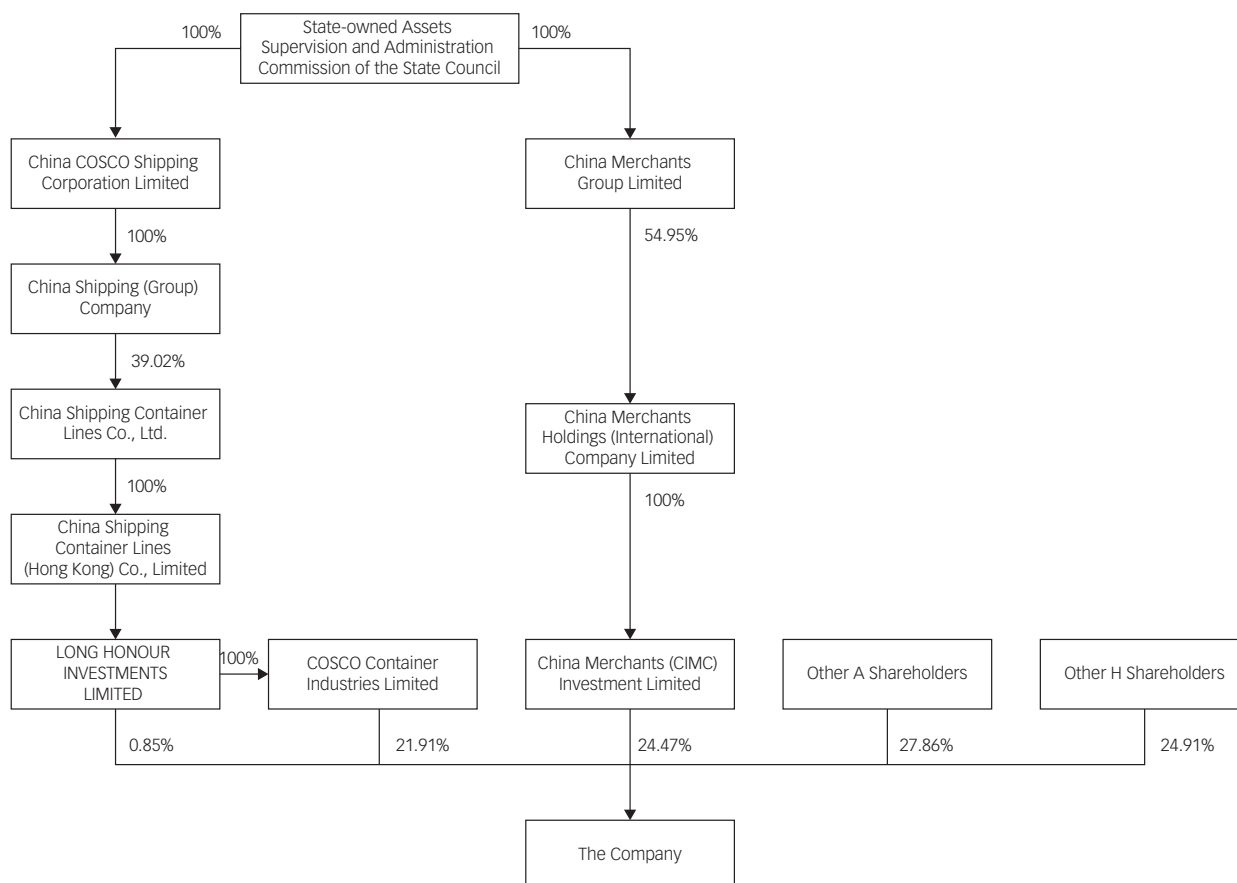 100%
State-owned Assets
Supervision and Administration
Commission of the State Council
100%
China COSCO Shipping
Corporation Limited
China Merchants
Group Limited
100%
54.95%
China Shipping (Group)
Company
39.02%
China Shipping Container
Lines Co., Ltd.
China Merchants
Holdings (International)
Company Limited
100%
100%
China Shipping
Container Lines
(Hong Kong) Co., Limited
LONG HONOUR
INVESTMENTS
LIMITED
100%
COSCO Container
Industries Limited
China Merchants (CIMC)
Investment Limited
Other A Shareholders
Other H Shareholders
0.85%
21.91%
24.47%
27.86%
24.91%
The Company